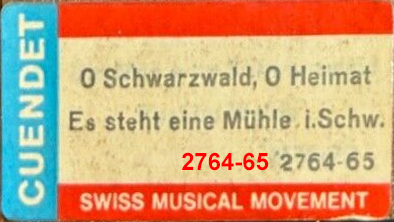 CUENDET
O Schwarzwald, O Heimat
Es steht eine Mühle i.Schw.
2764-65 2764-65
SWISS MUSICAL MOVEMENT